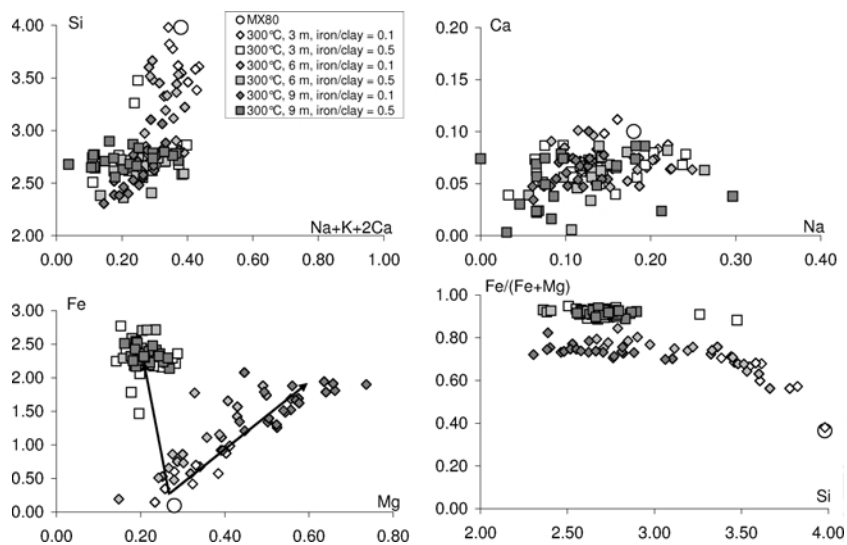 Si
4.00
3.50
3.00
2.50
2.00
0.00 0.20 0.40 0.60 0.80 1.00
Na+K+2Ca
MX80
300°C, 3 m, iron/clay = 0.1
300°C, 3 m, iron/clay = 0.5
300°C, 6 m, iron/clay = 0.1
300°C, 6 m, iron/clay = 0.5
300°C, 9 m, iron/clay = 0.1
300°C, 9 m, iron/clay = 0.5
Ca
0.20
0.15
0.10
0.05
0.00
0.00 0.10 0.20 0.30 0.40
Na
Fe
3.00
2.50
2.00
1.50
1.00
0.50
0.00
0.00 0.20 0.40 0.60 0.80
Mg
Fe/(Fe+Mg)
1.00
0.80
0.60
0.40
0.20
0.00
2.00 2.50 3.00 3.50 4.00
Si